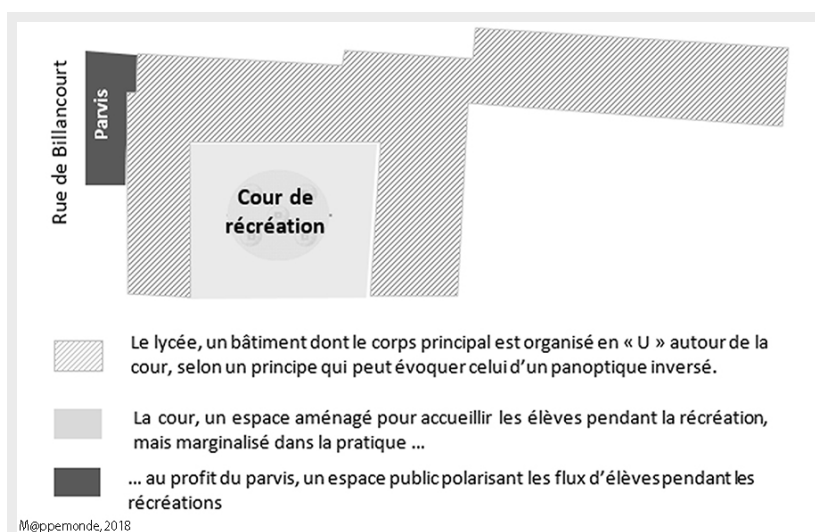 Rue de Billancourt
Parvis
Cour de
récréation
Le lycée, un bâtiment dont le corps principal est organisé en « U » autour de la
cour, selon un principe qui peut évoquer celui d'un panoptique inversé.
La cour, un espace aménagé pour accueillir les élèves pendant la récréation,
mais marginalisé dans la pratique ...
... au profit du parvis, un espace public polarisant les flux d'élèves pendant les
récréations
M@ppemonde, 2018